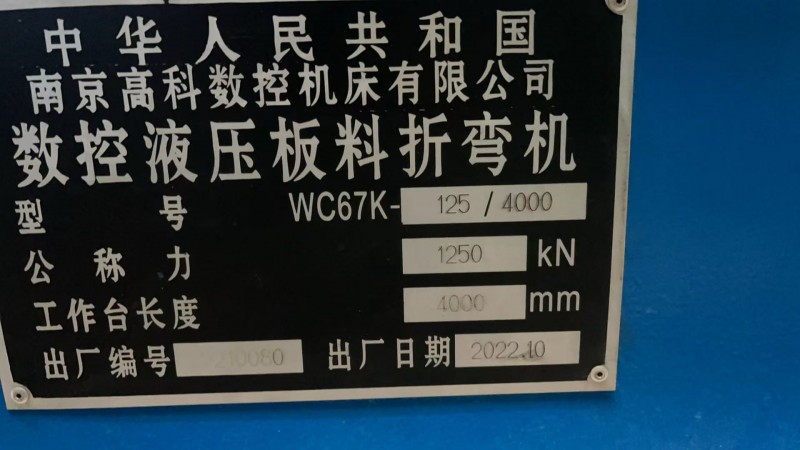 中华人民共和国
南京高科数控机床有限公司
数控液压板料折弯机
型号 WC67K- 125 / 4000
公称力 1250 kN
工作台长度 4000 mm
出厂编号 出厂日期 2022.10